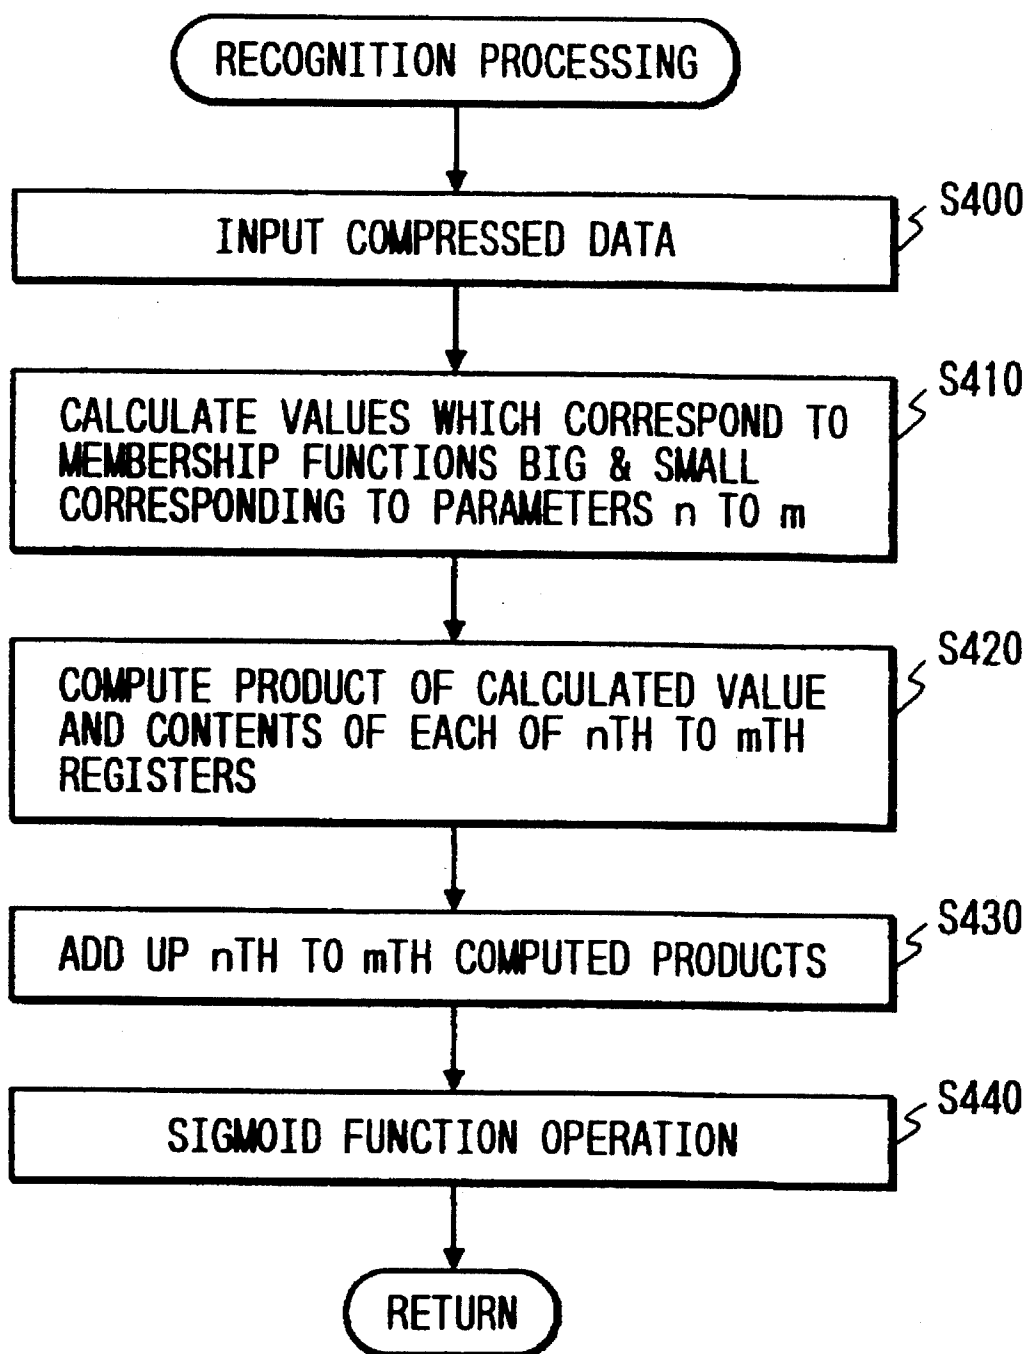 RECOGNITION PROCESSING
S400
INPUT COMPRESSED DATA
S410
CALCULATE VALUES WHICH CORRESPOND TO
MEMBERSHIP FUNCTIONS BIG & SMALL
CORRESPONDING TO PARAMETERS n TO m
S420
COMPUTE PRODUCT OF CALCULATED VALUE
AND CONTENTS OF EACH OF nTH TO mTH
REGISTERS
S430
ADD UP nTH TO mTH COMPUTED PRODUCTS
S440
SIGMOID FUNCTION OPERATION
RETURN